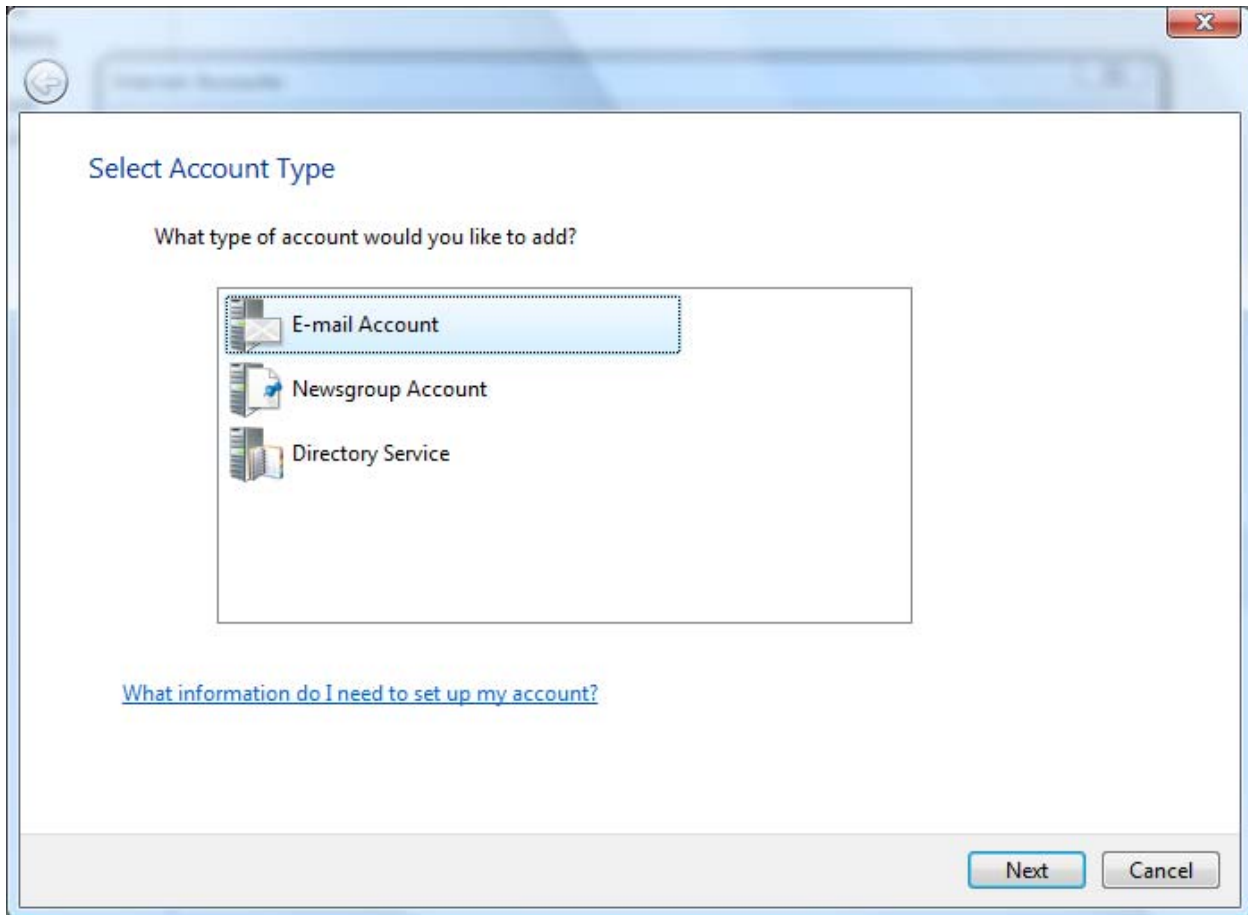 Select Account Type
What type of account would you like to add?
E-mail Account
Newsgroup Account
Directory Service
What information do I need to set up my account?
Next
Cancel